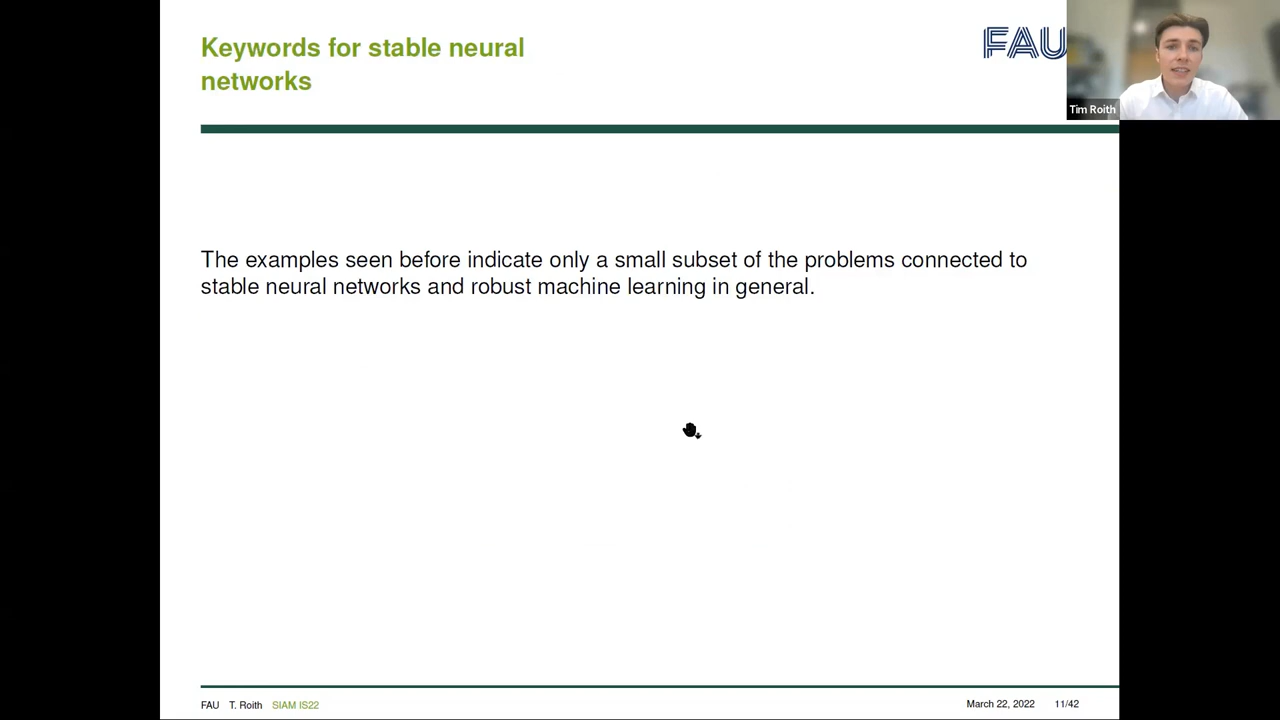 Keywords for stable neural
networks
FAU
Tim Roith
The examples seen before indicate only a small subset of the problems connected to
stable neural networks and robust machine learning in general.
FAU T. Roith SIAM IS22 March 22, 2022 11/42